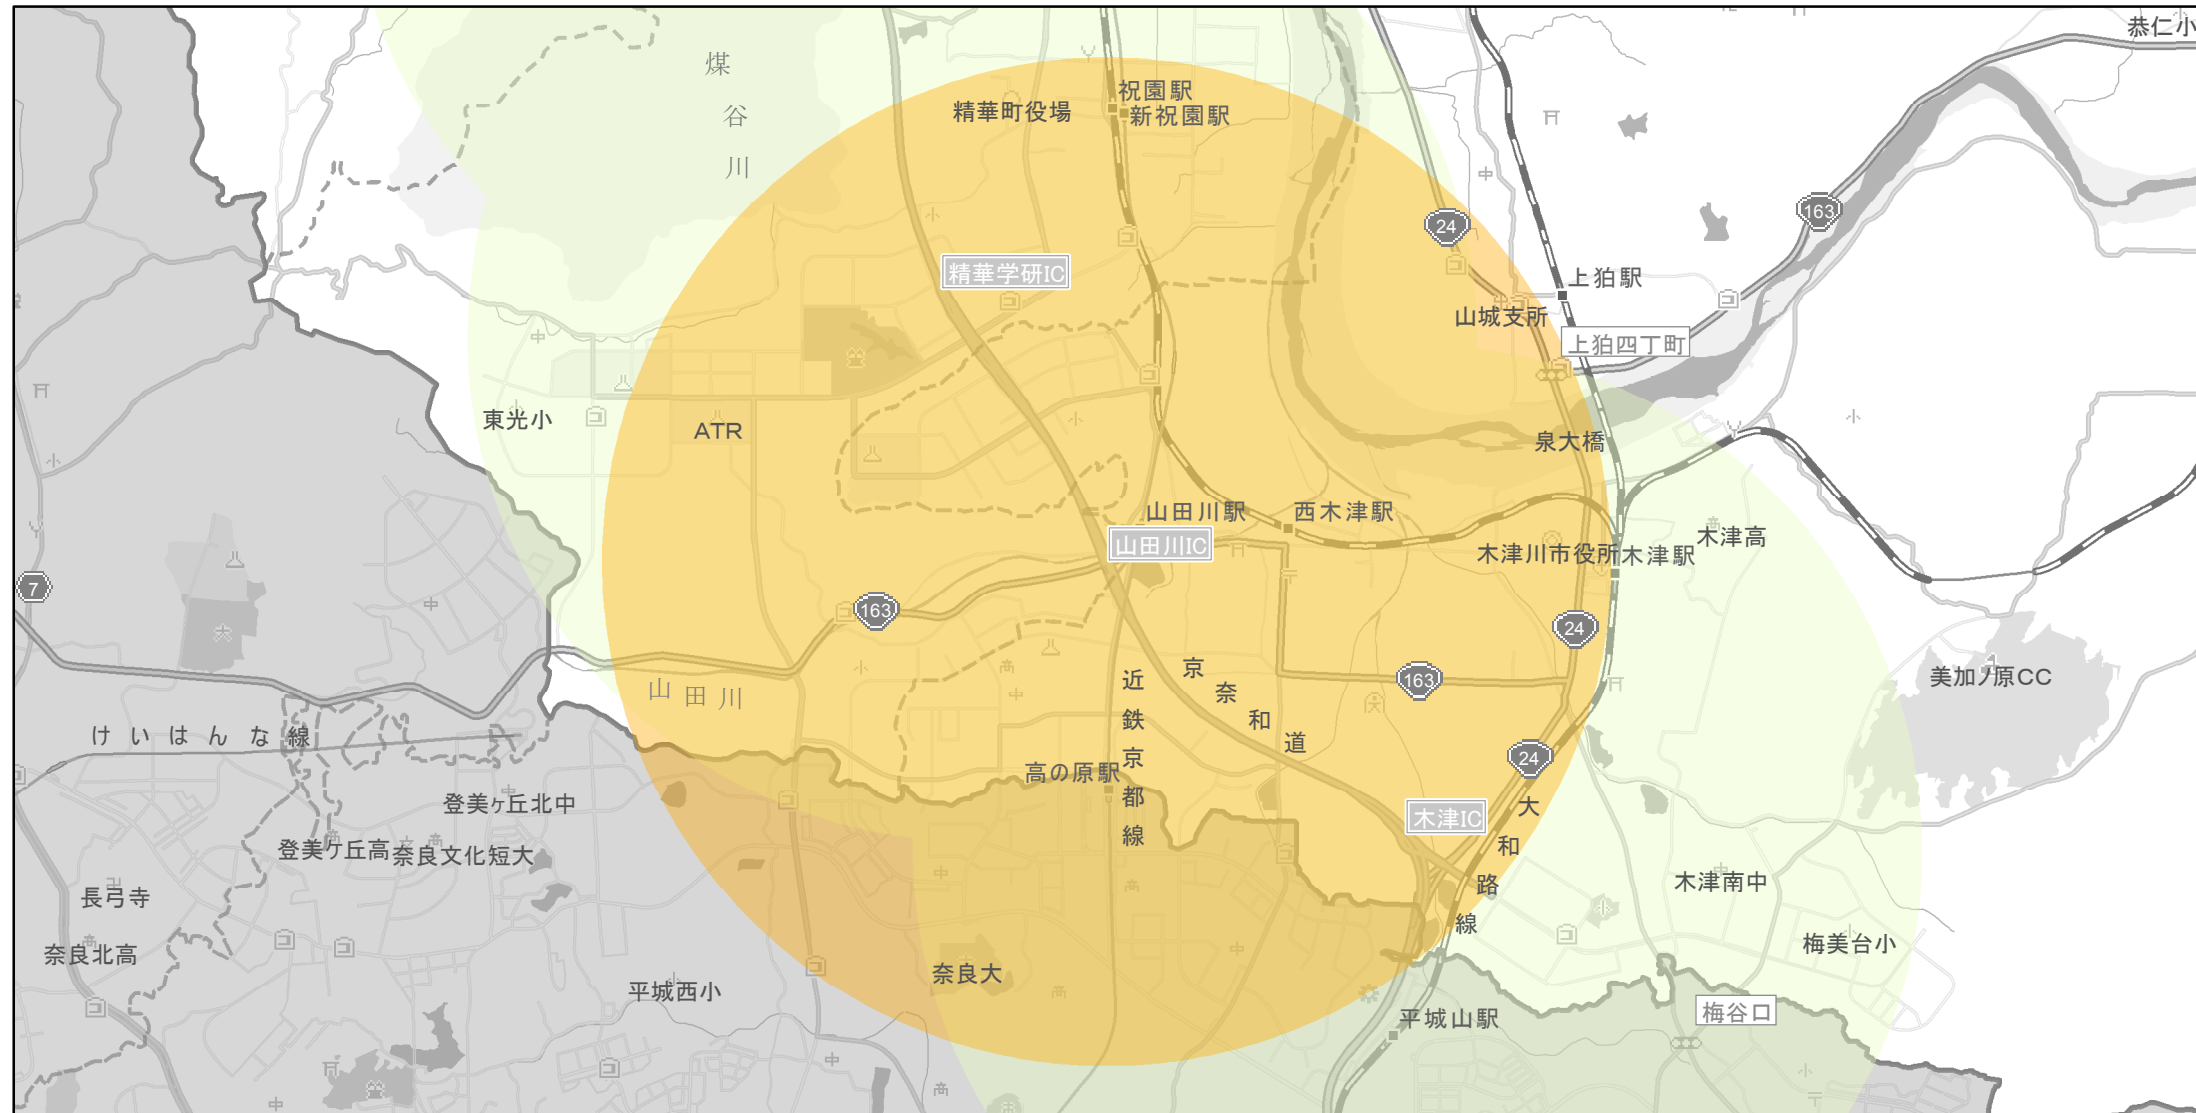 恭仁小
煤谷川
祝園駅
精華町役場
新祝園駅
163
24
精華学研IC
上狛駅
山城支所
上狛四丁町
東光小
ATR
泉大橋
山田川駅
西木津駅
木津高
山田川IC
木津川市役所
木津駅
7
163
24
美加ノ原CC
163
山田川
近鉄京都線
京奈和道
けいはんな線
24
高の原駅
登美ヶ丘北中
木津IC
大和路線
登美ケ丘高
奈良文化短大
木津南中
長弓寺
梅美台小
奈良北高
奈良大
平城西小
梅谷口
平城山駅